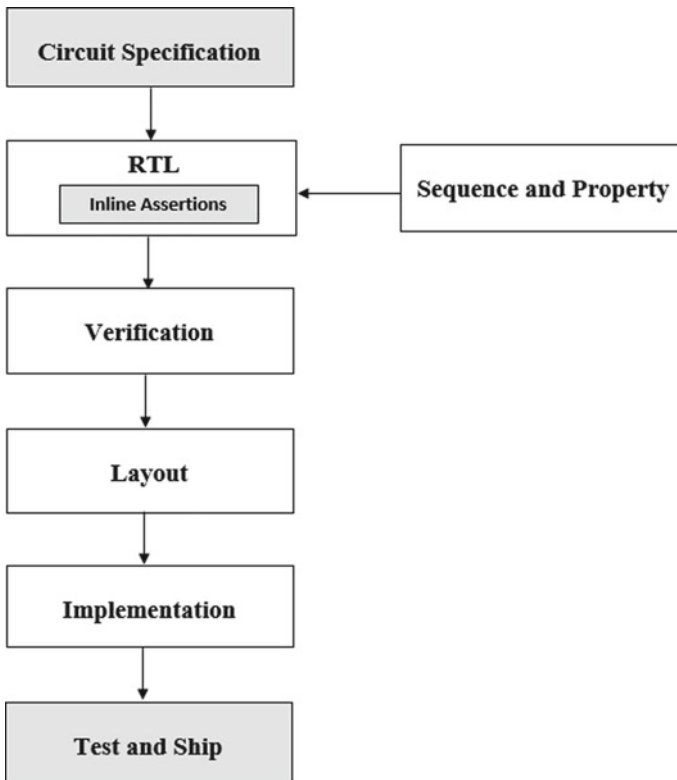 Circuit Specification
RTL
Inline Assertions
Sequence and Property
Verification
Layout
Implementation
Test and Ship